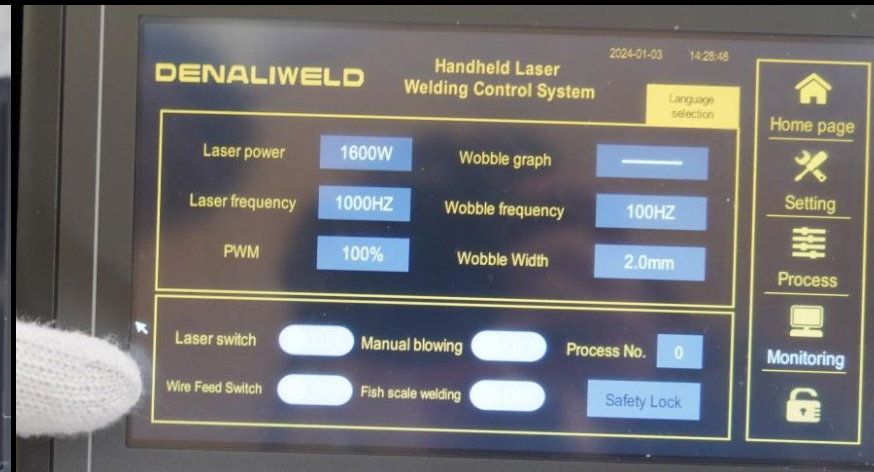 2024-01-03 14:28:46
DENALIWELD
Handheld Laser
Welding Control System
Language
selection
Home page
Laser power 1600W Wobble graph
Laser frequency 1000HZ Wobble frequency 100HZ
Setting
PWM 100% Wobble Width 2.0mm
Process
Laser switch Manual blowing Process No. 0
Monitoring
Wire Feed Switch Fish scale welding Safety Lock